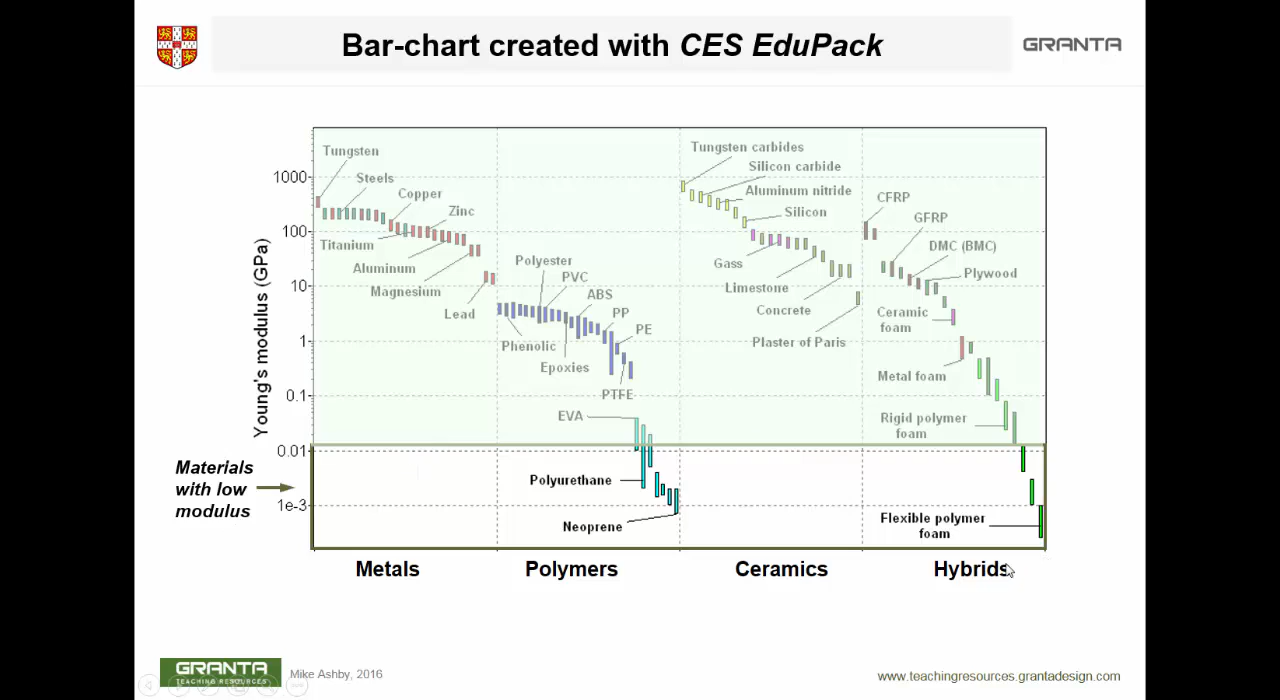 Bar-chart created with CES EduPack
GRANTA
Young's modulus (GPa)
1000
100
10
1
0.1
0.01
1e-3
Tungsten
Steels
Copper
Zinc
Titanium
Aluminum
Magnesium
Lead
Polyester
PVC
ABS
PP
PE
Phenolic
Epoxies
PTFE
EVA
Polyurethane
Neoprene
Tungsten carbides
Silicon carbide
Aluminum nitride
Silicon
Gass
Limestone
Concrete
Plaster of Paris
CFRP
GFRP
DMC (BMC)
Plywood
Ceramic
foam
Metal foam
Rigid polymer
foam
Flexible polymer
foam
Materials
with low
modulus
Metals
Polymers
Ceramics
Hybrids
GRANTA
TEACHING RESOURCES
Mike Ashby, 2016
www.teachingresources.grantadesign.com